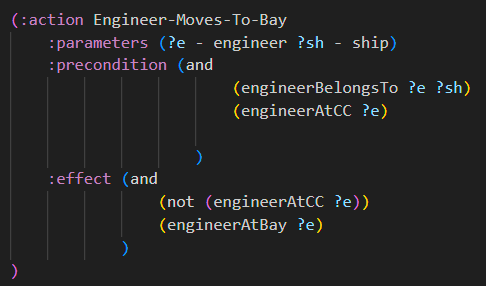 (:action Engineer-Moves-To-Bay
:parameters (?e - engineer ?sh - ship)
:precondition (and
(engineerBelongsTo ?e ?sh)
(engineerAtCC ?e)
)
:effect (and
(not (engineerAtCC ?e))
(engineerAtBay ?e)
)
)